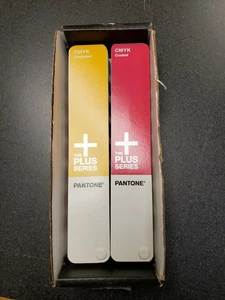 CMYK
Uncoated
THE
PLUS
SERIES
PANTONE®
CMYK
Coated
THE
PLUS
SERIES
PANTONE®